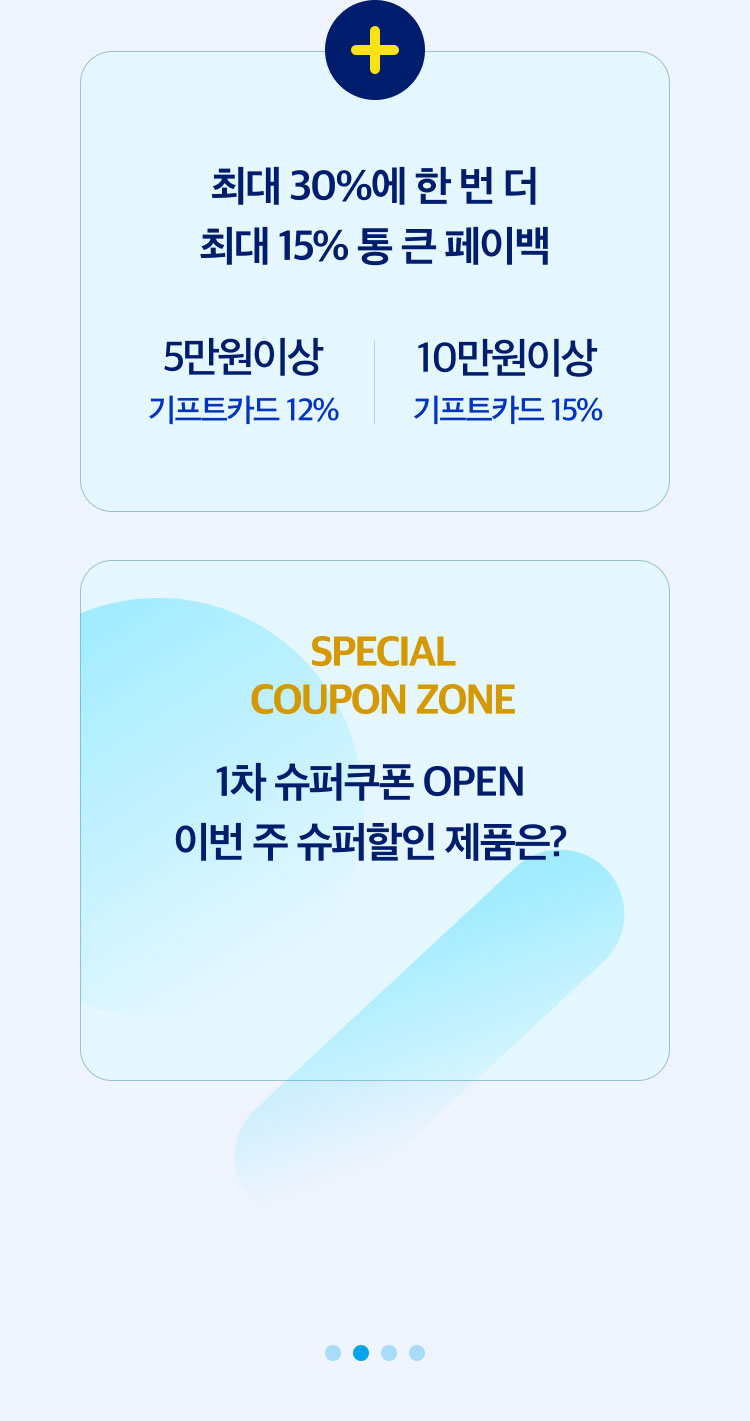 최대 30%에 한 번 더
최대 15% 통 큰 페이백
5만원이상
기프트카드 12%
10만원이상
기프트카드 15%
SPECIAL
COUPON ZONE
1차 슈퍼쿠폰 OPEN
이번 주 슈퍼할인 제품은?